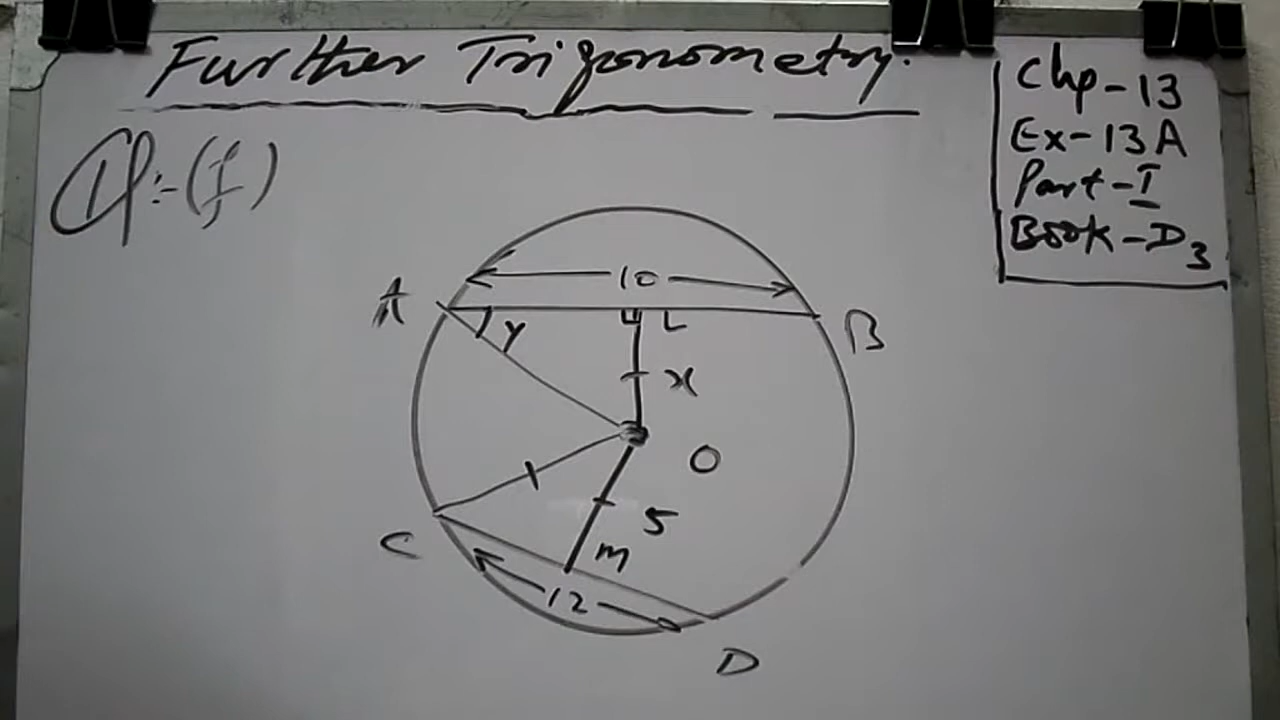 Further Trigonometry.
Chp-13
Ex-13A
Part-I
Book-D3
:-(f)
10
A
L
B
y
x
O
5
C
m
12
D